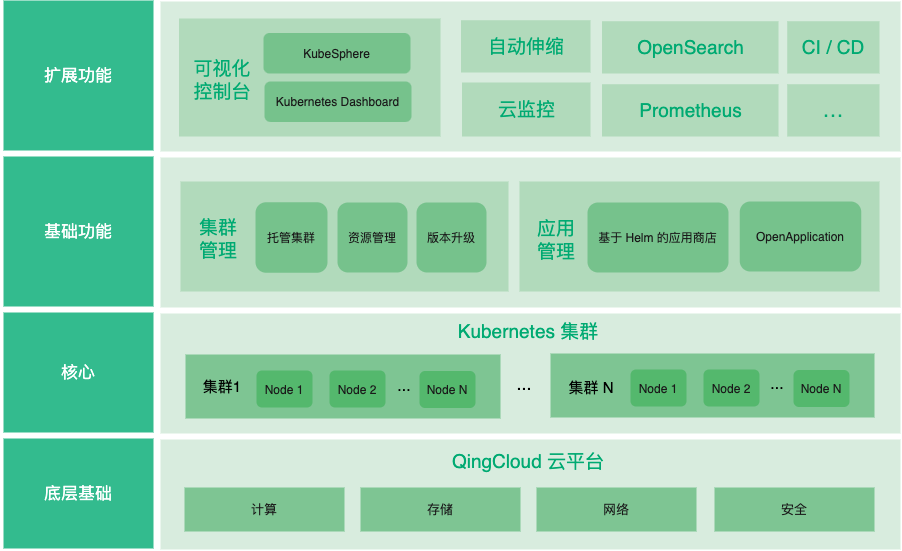 扩展功能
可视化
控制台
KubeSphere
Kubernetes Dashboard
自动伸缩
OpenSearch
CI / CD
云监控
Prometheus
...
基础功能
集群
管理
托管集群
资源管理
版本升级
应用
管理
基于 Helm 的应用商店
OpenApplication
核心
Kubernetes 集群
集群1
Node 1
Node 2
...
Node N
...
集群 N
Node 1
Node 2
...
Node N
底层基础
QingCloud 云平台
计算
存储
网络
安全